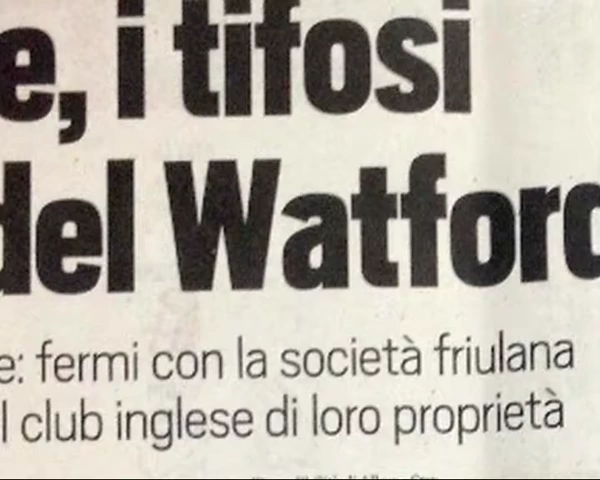 e, i tifosi
del Watford
e: fermi con la società friulana
l club inglese di loro proprietà